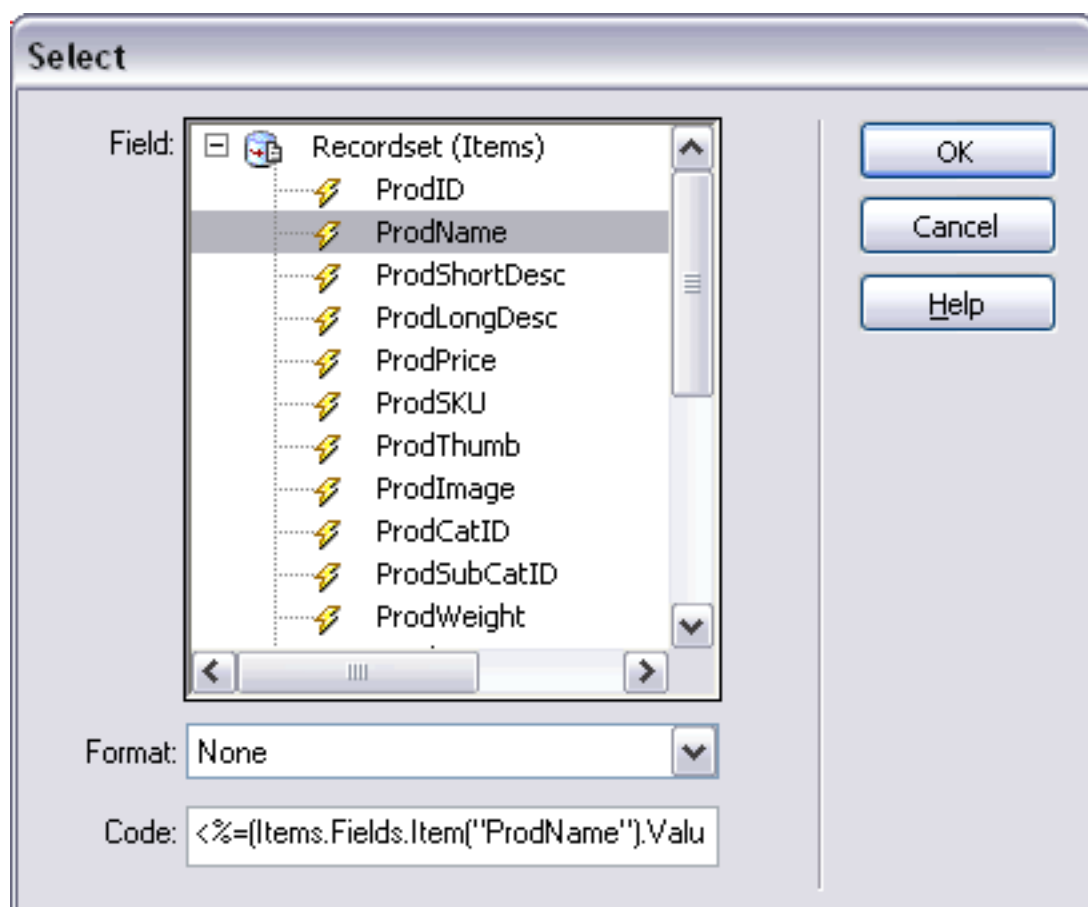 Select
Field:
Recordset (Items)
ProdID
ProdName
ProdShortDesc
ProdLongDesc
ProdPrice
ProdSKU
ProdThumb
ProdImage
ProdCatID
ProdSubCatID
ProdWeight
OK
Cancel
Help
Format: None
Code: <%=(Items.Fields.Item("ProdName").Valu